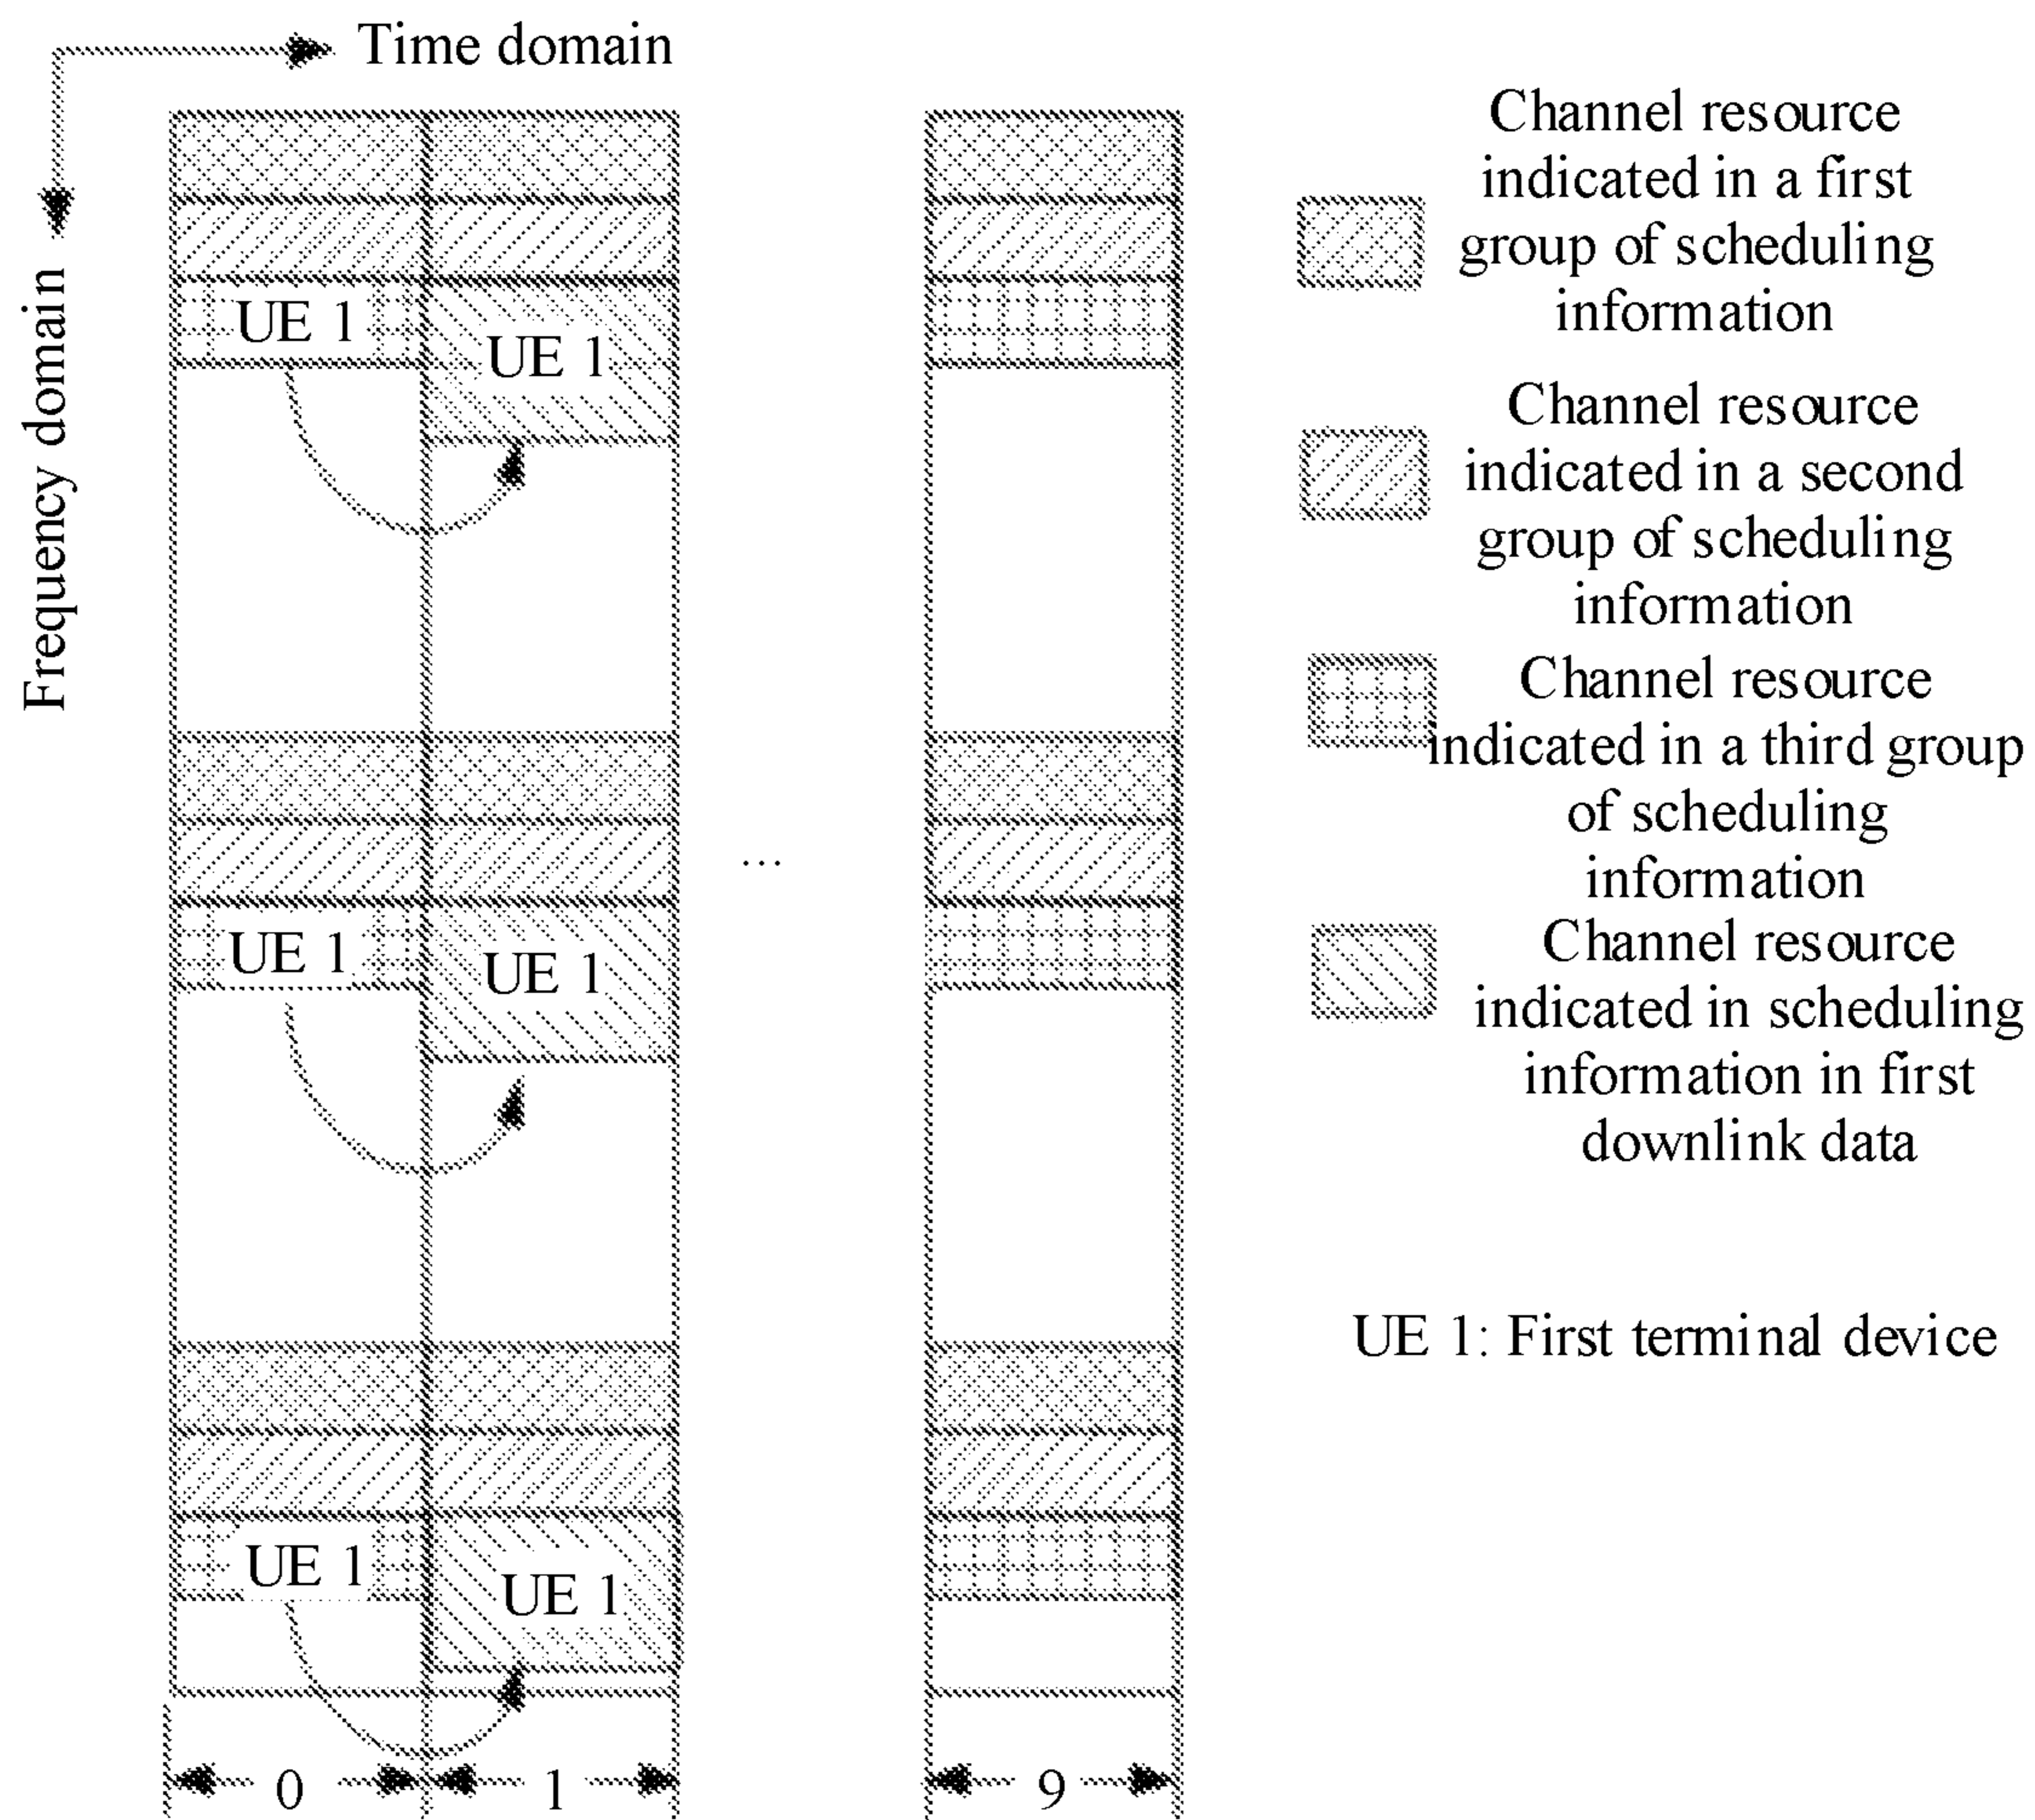 Time domain
Frequency domain
UE 1
UE 1
UE 1
UE 1
UE 1
UE 1
...
0
1
9
Channel resource
indicated in a first
group of scheduling
information
Channel resource
indicated in a second
group of scheduling
information
Channel resource
indicated in a third group
of scheduling
information
Channel resource
indicated in scheduling
information in first
downlink data
UE 1: First terminal device